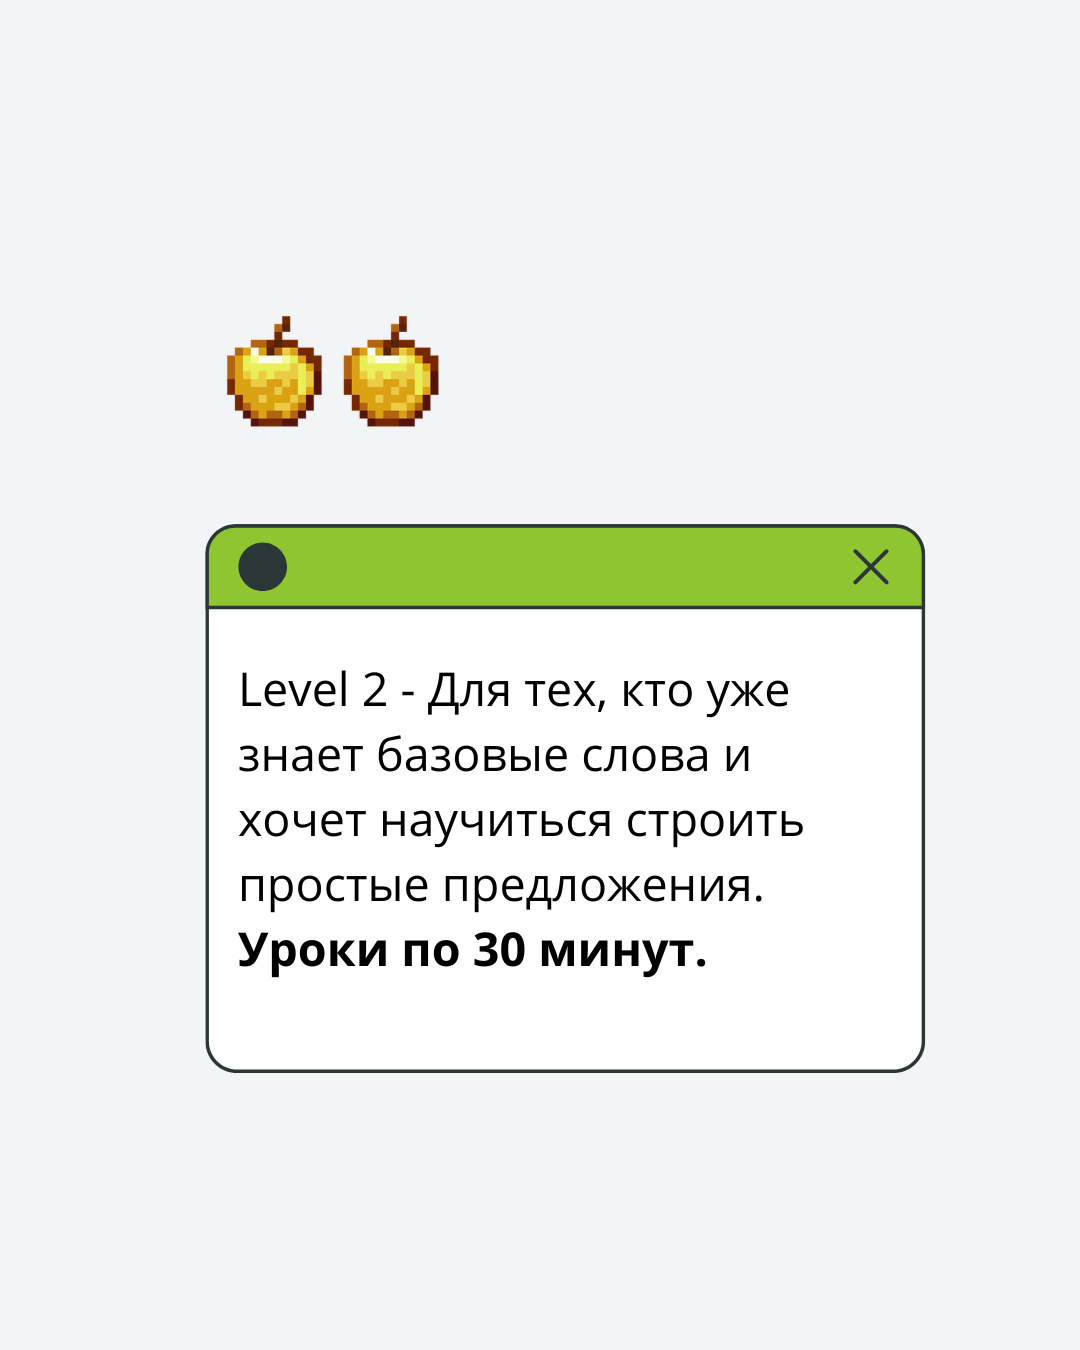 Level 2 - Для тех, кто уже
знает базовые слова и
хочет научиться строить
простые предложения.
Уроки по 30 минут.